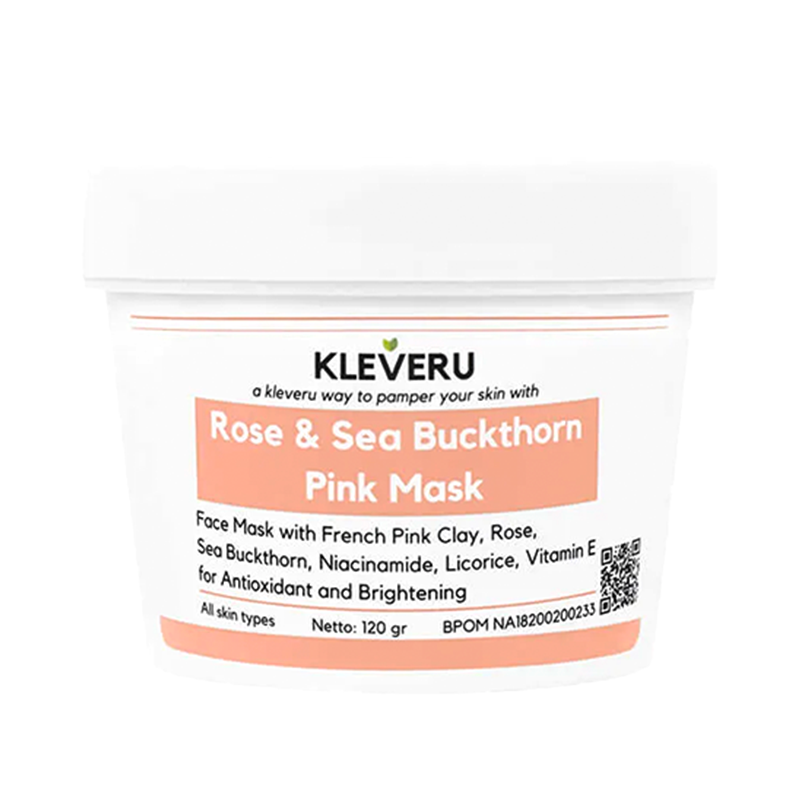 KLEVERU
a kleveru way to pamper your skin with
Rose & Sea Buckthorn
Pink Mask
Face Mask with French Pink Clay, Rose,
Sea Buckthorn, Niacinamide, Licorice, Vitamin E
for Antioxidant and Brightening
All skin types
Netto: 120 gr
BPOM NA18200200233